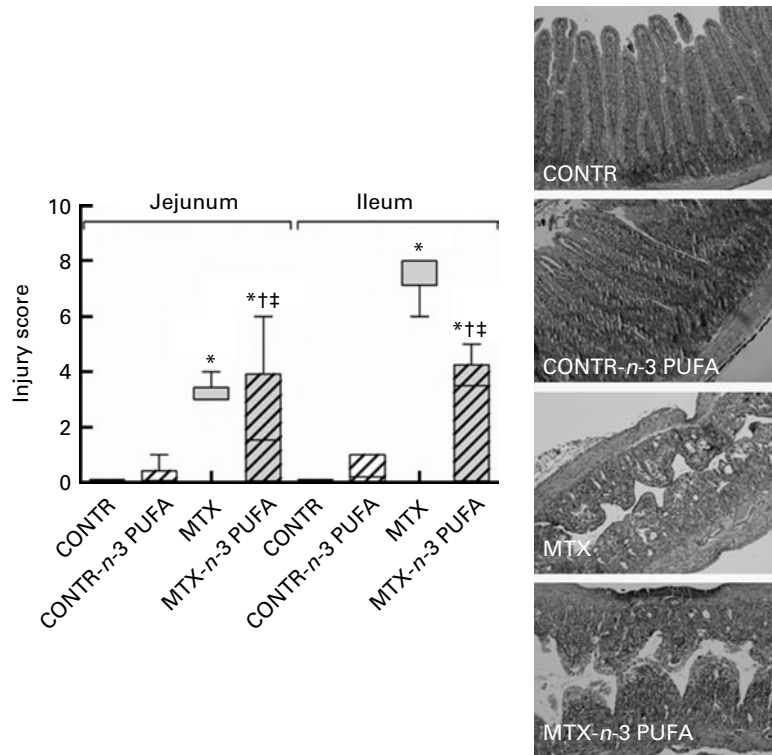 Jejunum
Ileum
Injury score
10
8
6
4
2
0
*
*†‡
*
*†‡
CONTR
CONTR-n-3 PUFA
MTX
MTX-n-3 PUFA
CONTR
CONTR-n-3 PUFA
MTX
MTX-n-3 PUFA
CONTR
CONTR-n-3 PUFA
MTX
MTX-n-3 PUFA